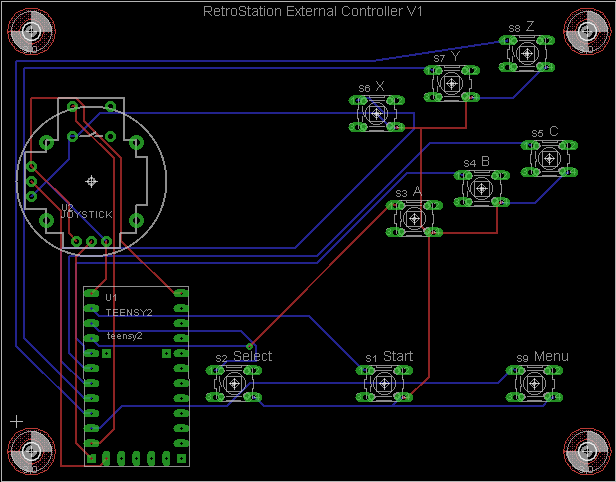 RetroStation External Controller V1
S8 Z
S7 Y
S6 X
S5 C
S4 B
S3 A
U2
JOYSTICK
U1
TEENSY2
teensy2
S2 Select
S1 Start
S9 Menu